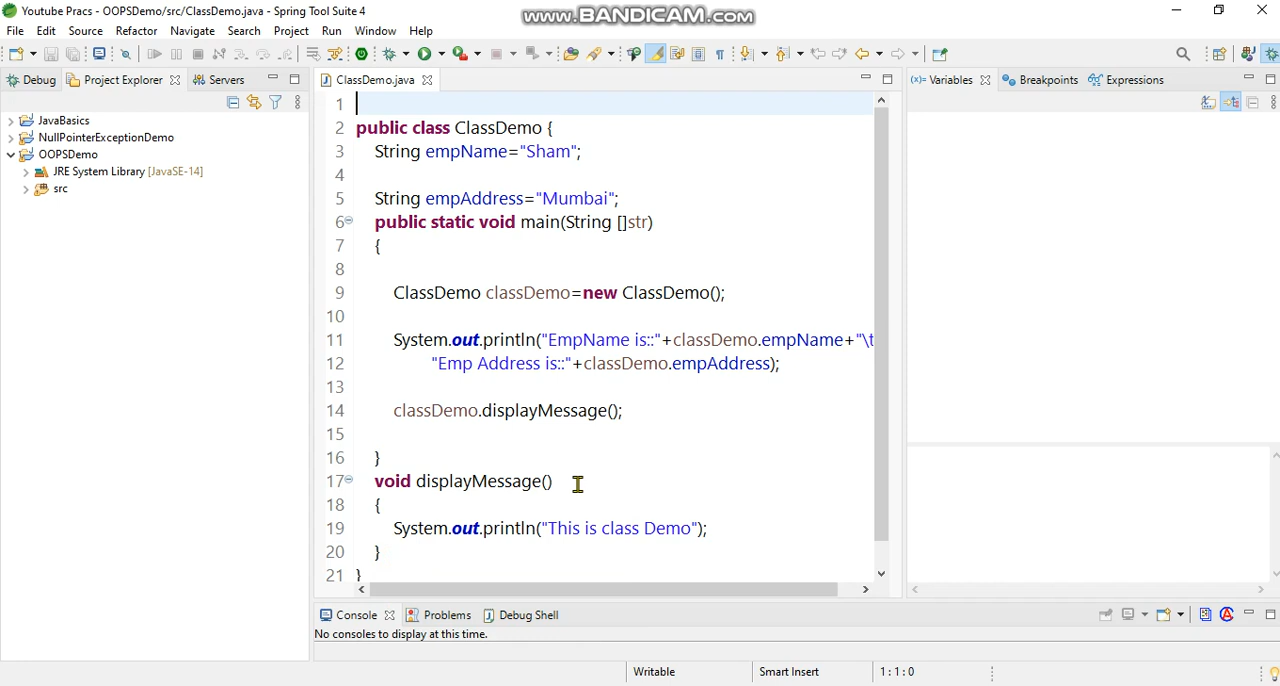 Youtube Pracs - OOPSDemo/src/ClassDemo.java - Spring Tool Suite 4
www.BANDICAM.com
File Edit Source Refactor Navigate Search Project Run Window Help
Debug Project Explorer Servers
ClassDemo.java
(x)= Variables Breakpoints Expressions
JavaBasics
NullPointerExceptionDemo
OOPSDemo
JRE System Library [JavaSE-14]
src
1
2 public class ClassDemo {
3 String empName="Sham";
4
5 String empAddress="Mumbai";
6 public static void main(String []str)
7 {
8
9 ClassDemo classDemo=new ClassDemo();
10
11 System.out.println("EmpName is::"+classDemo.empName+"\t
12 "Emp Address is::"+classDemo.empAddress);
13
14 classDemo.displayMessage();
15
16 }
17 void displayMessage()
18 {
19 System.out.println("This is class Demo");
20 }
21 }
Console Problems Debug Shell
No consoles to display at this time.
Writable Smart Insert 1:1:0